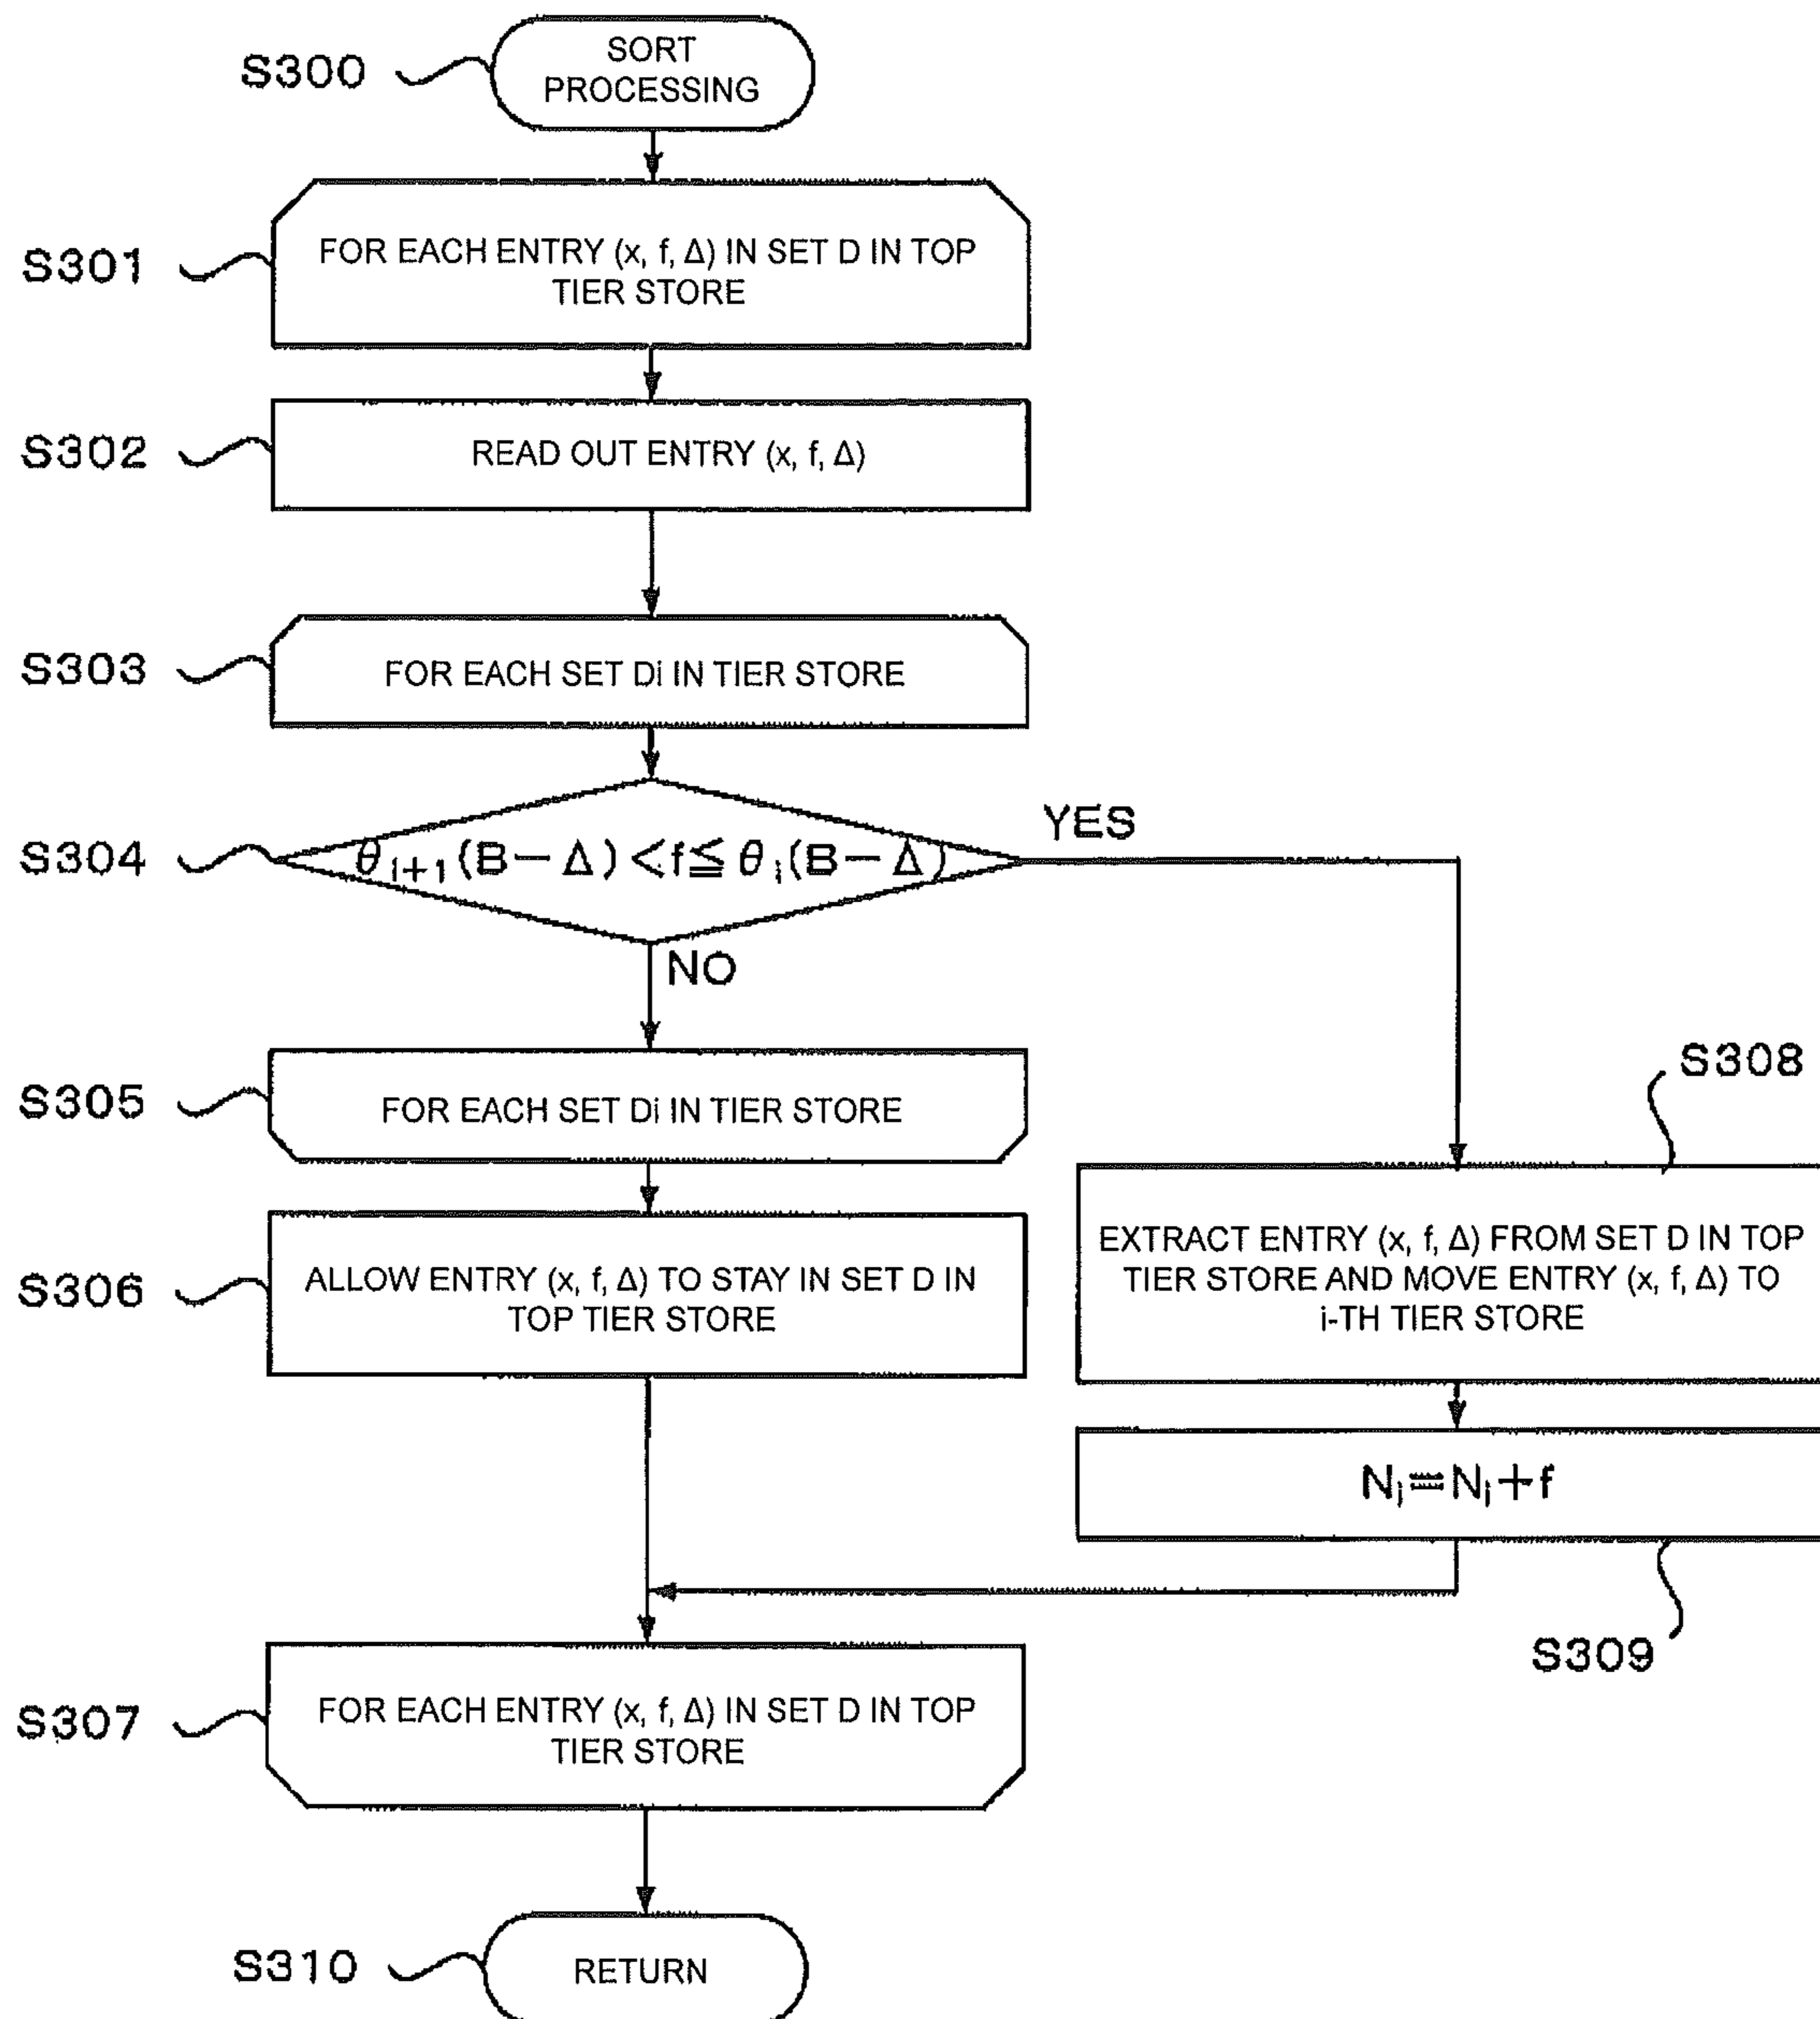 S300
SORT
PROCESSING
S301
FOR EACH ENTRY (x, f, Δ) IN SET D IN TOP
TIER STORE
S302
READ OUT ENTRY (x, f, Δ)
S303
FOR EACH SET Di IN TIER STORE
S304
θi+1(B−Δ)<f≦θi(B−Δ)
YES
NO
S305
FOR EACH SET Di IN TIER STORE
S306
ALLOW ENTRY (x, f, Δ) TO STAY IN SET D IN
TOP TIER STORE
S308
EXTRACT ENTRY (x, f, Δ) FROM SET D IN TOP
TIER STORE AND MOVE ENTRY (x, f, Δ) TO
i-TH TIER STORE
Ni=Ni+f
S309
S307
FOR EACH ENTRY (x, f, Δ) IN SET D IN TOP
TIER STORE
S310
RETURN